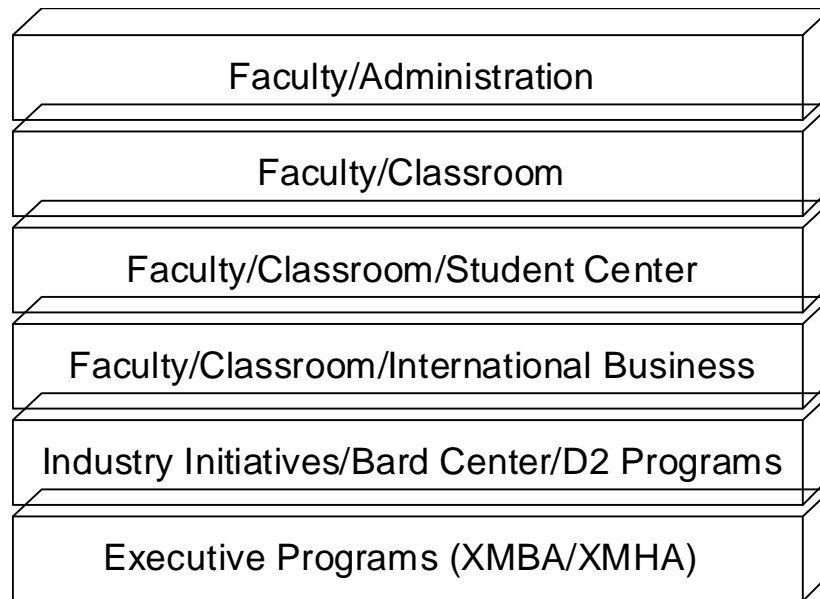 Faculty/Administration
Faculty/Classroom
Faculty/Classroom/Student Center
Faculty/Classroom/International Business
Industry Initiatives/Bard Center/D2 Programs
Executive Programs (XMBA/XMHA)